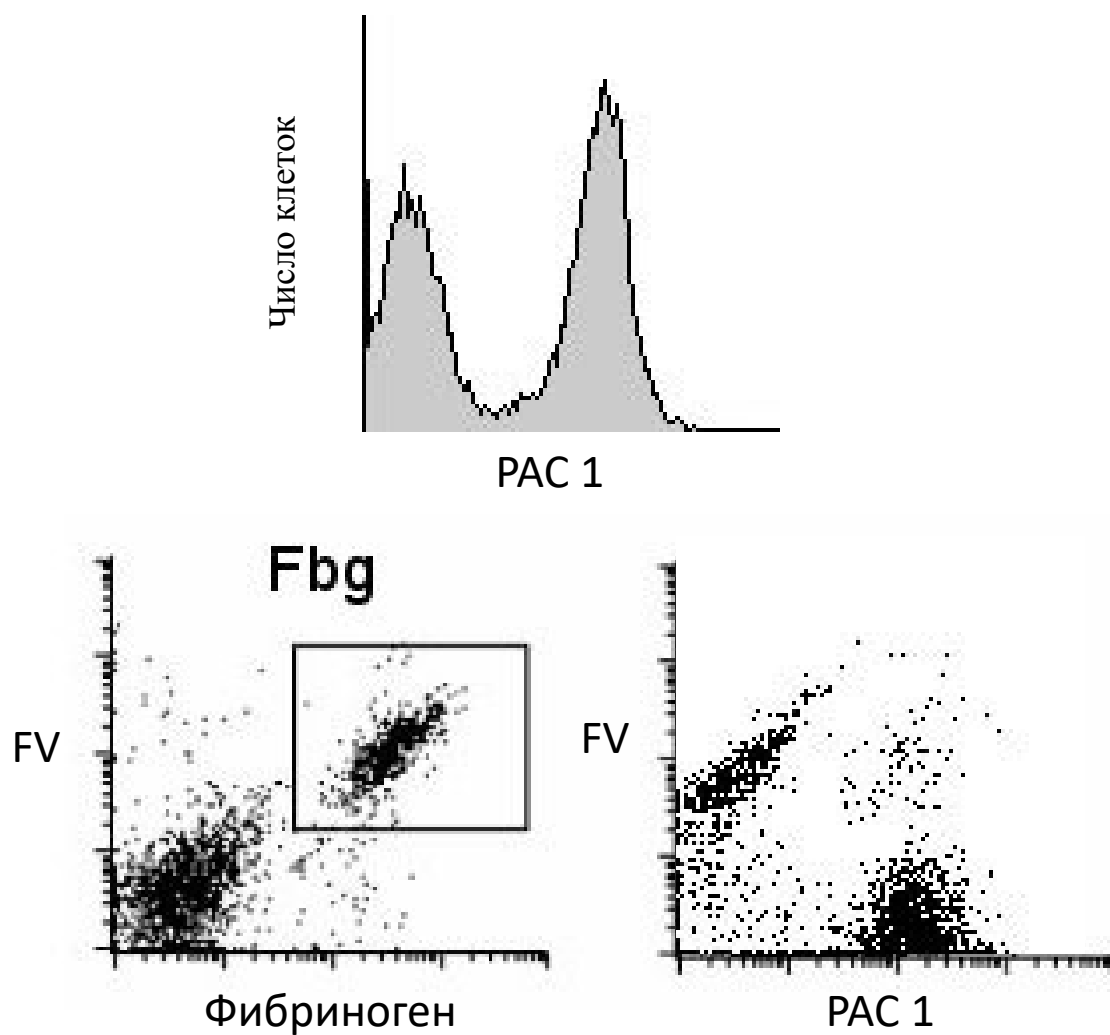 Число клеток
PAC 1
Fbg
FV
Фибриноген
FV
PAC 1